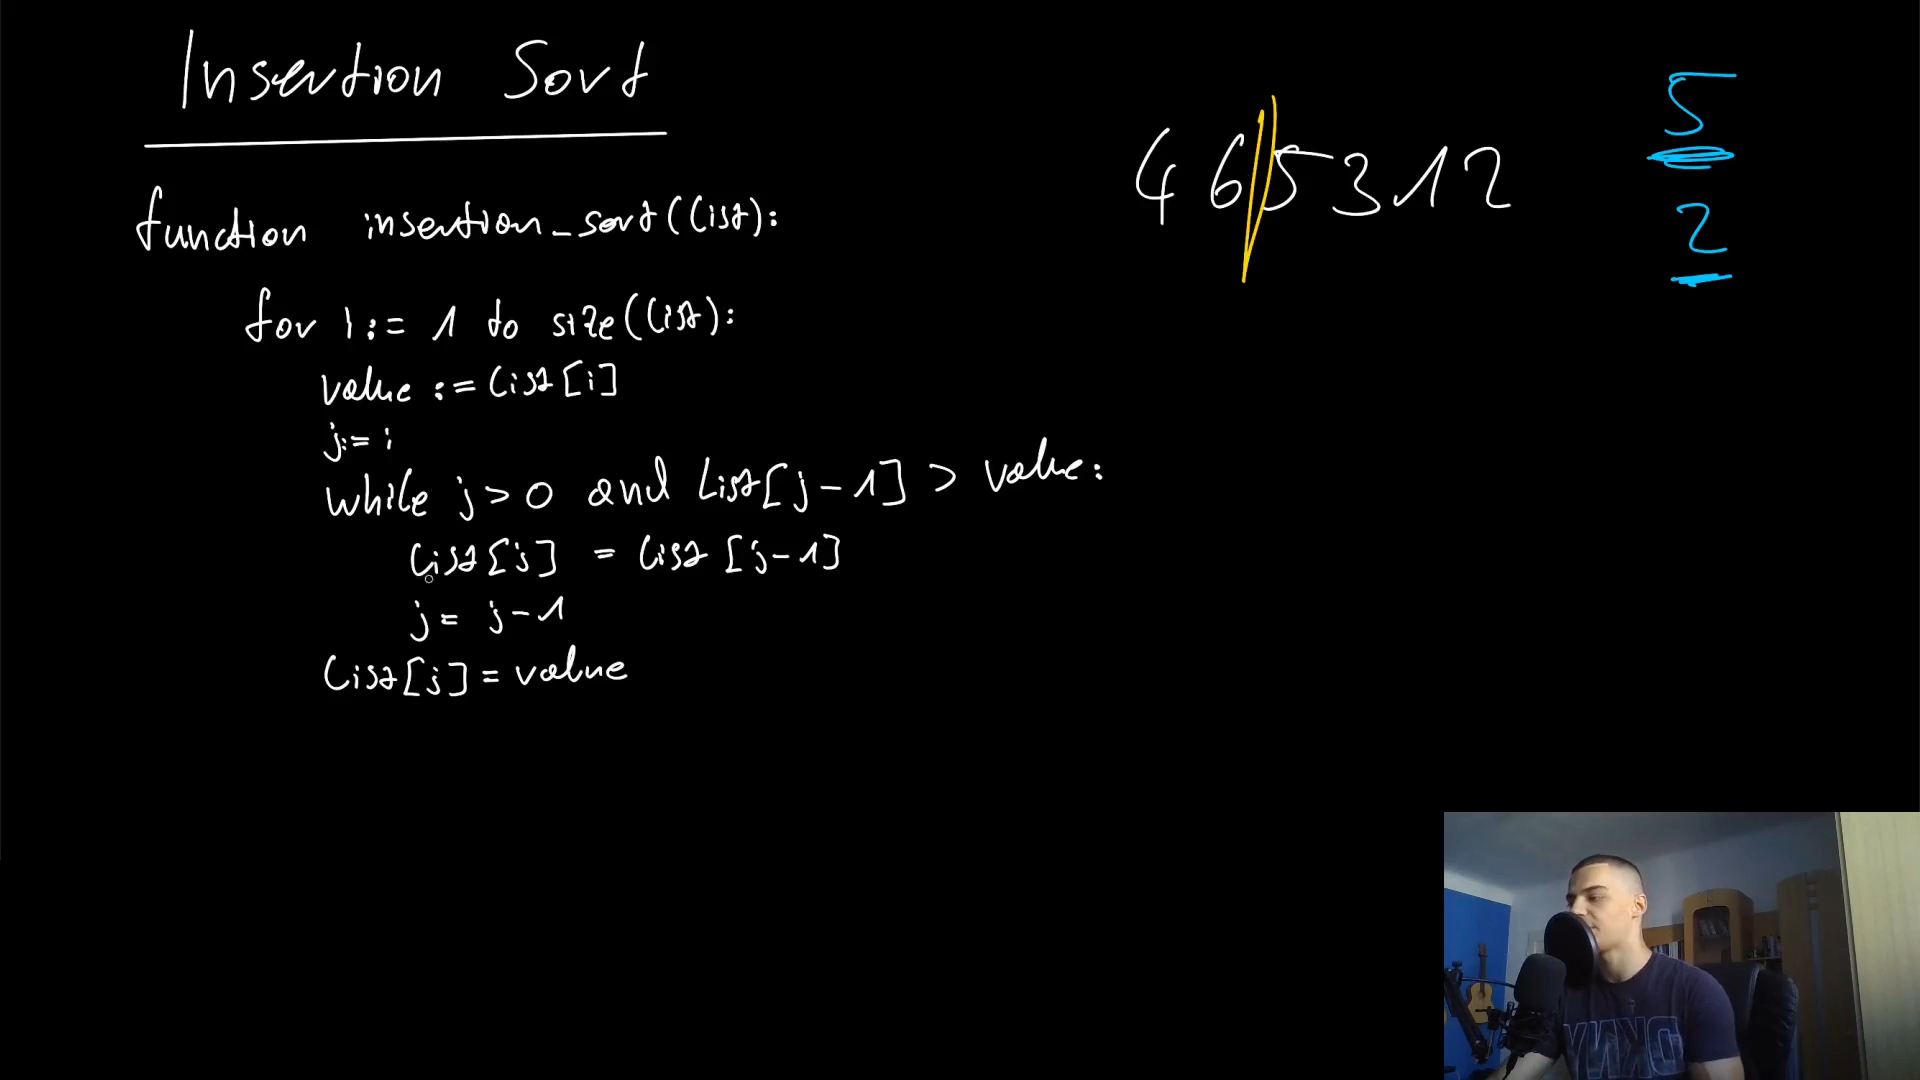 Insertion Sort
function insertion_sort(list):
for i := 1 to size(list):
value := list[i]
j := i
while j > 0 and list[j-1] > value:
list[j] = list[j-1]
j = j-1
list[j] = value
4 6 5 3 1 2
5
2